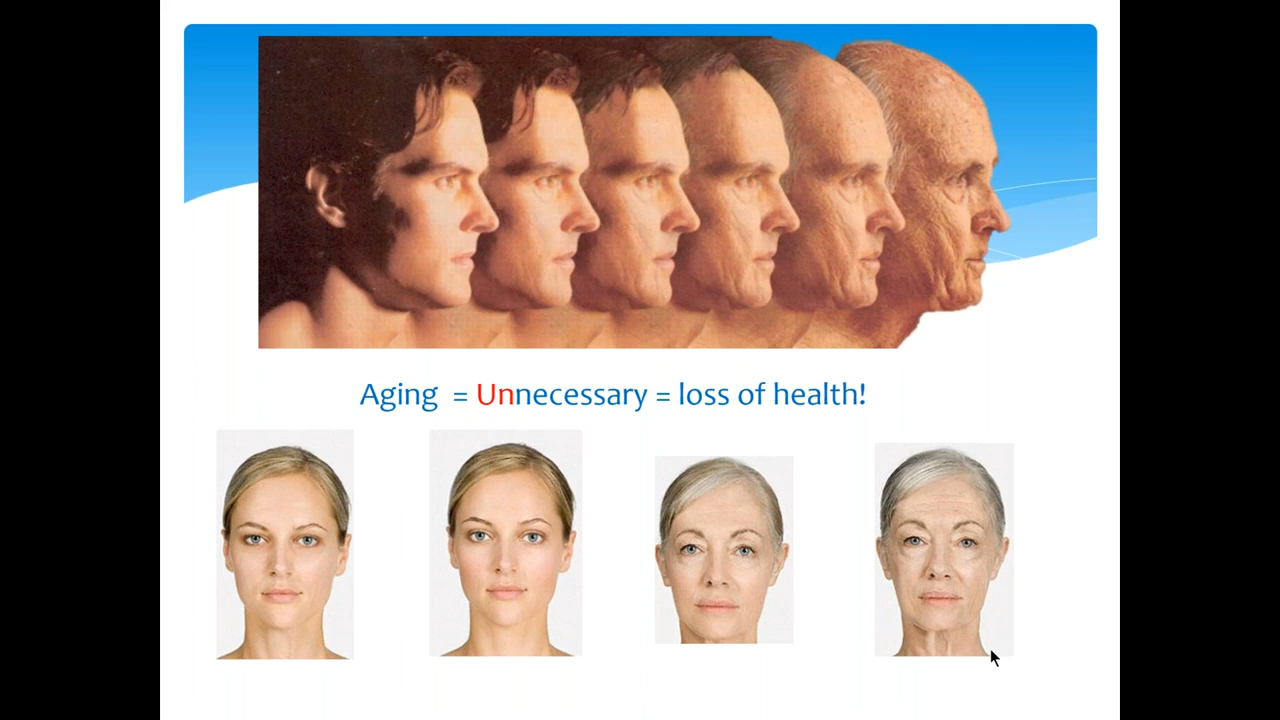 Aging = Unnecessary = loss of health!